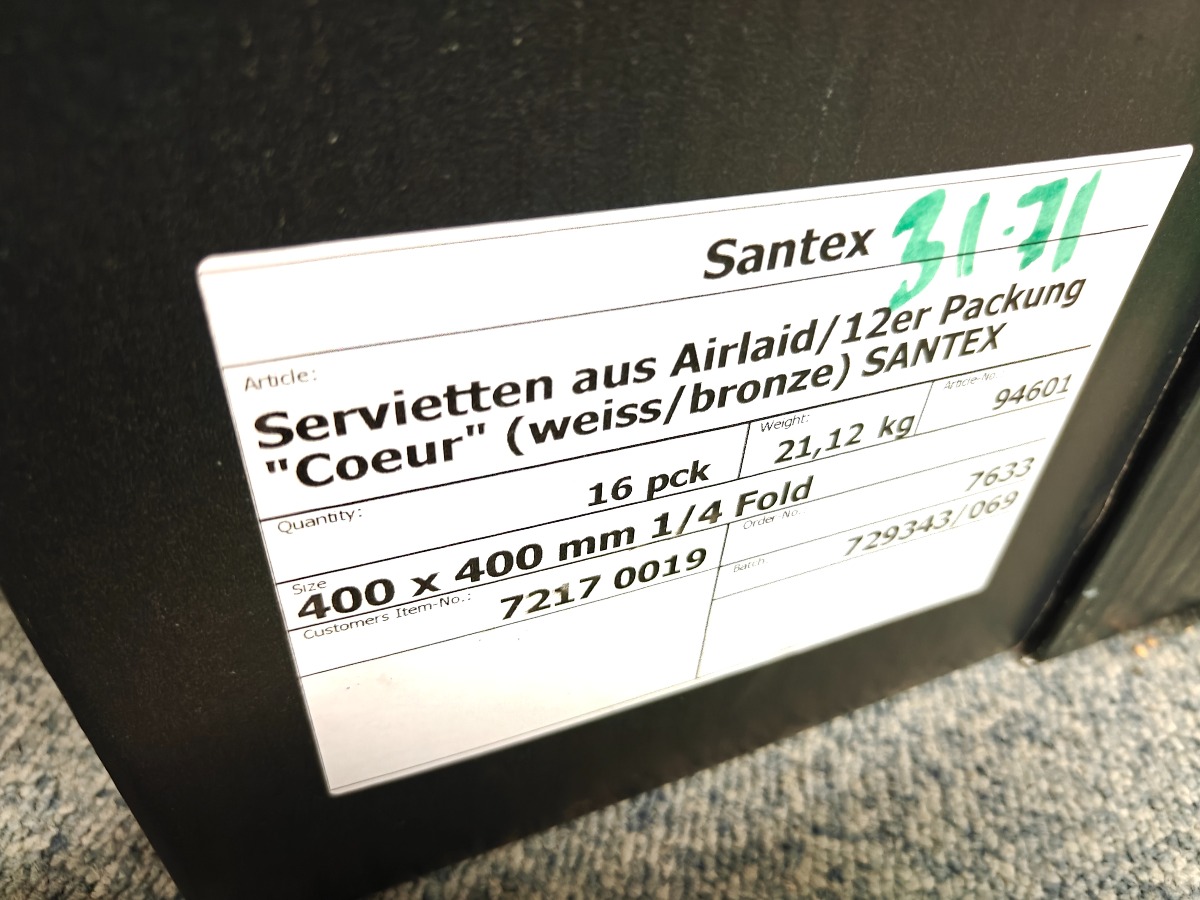 Santex 31.71
Article:
Servietten aus Airlaid/12er Packung
"Coeur" (weiss/bronze) SANTEX
Quantity: 16 pck
Weight: 21,12 kg
Article-No. 94601
Size
400 x 400 mm 1/4 Fold
Customers Item-No.: 7217 0019
Order-No.: 7633
Batch 729343/069